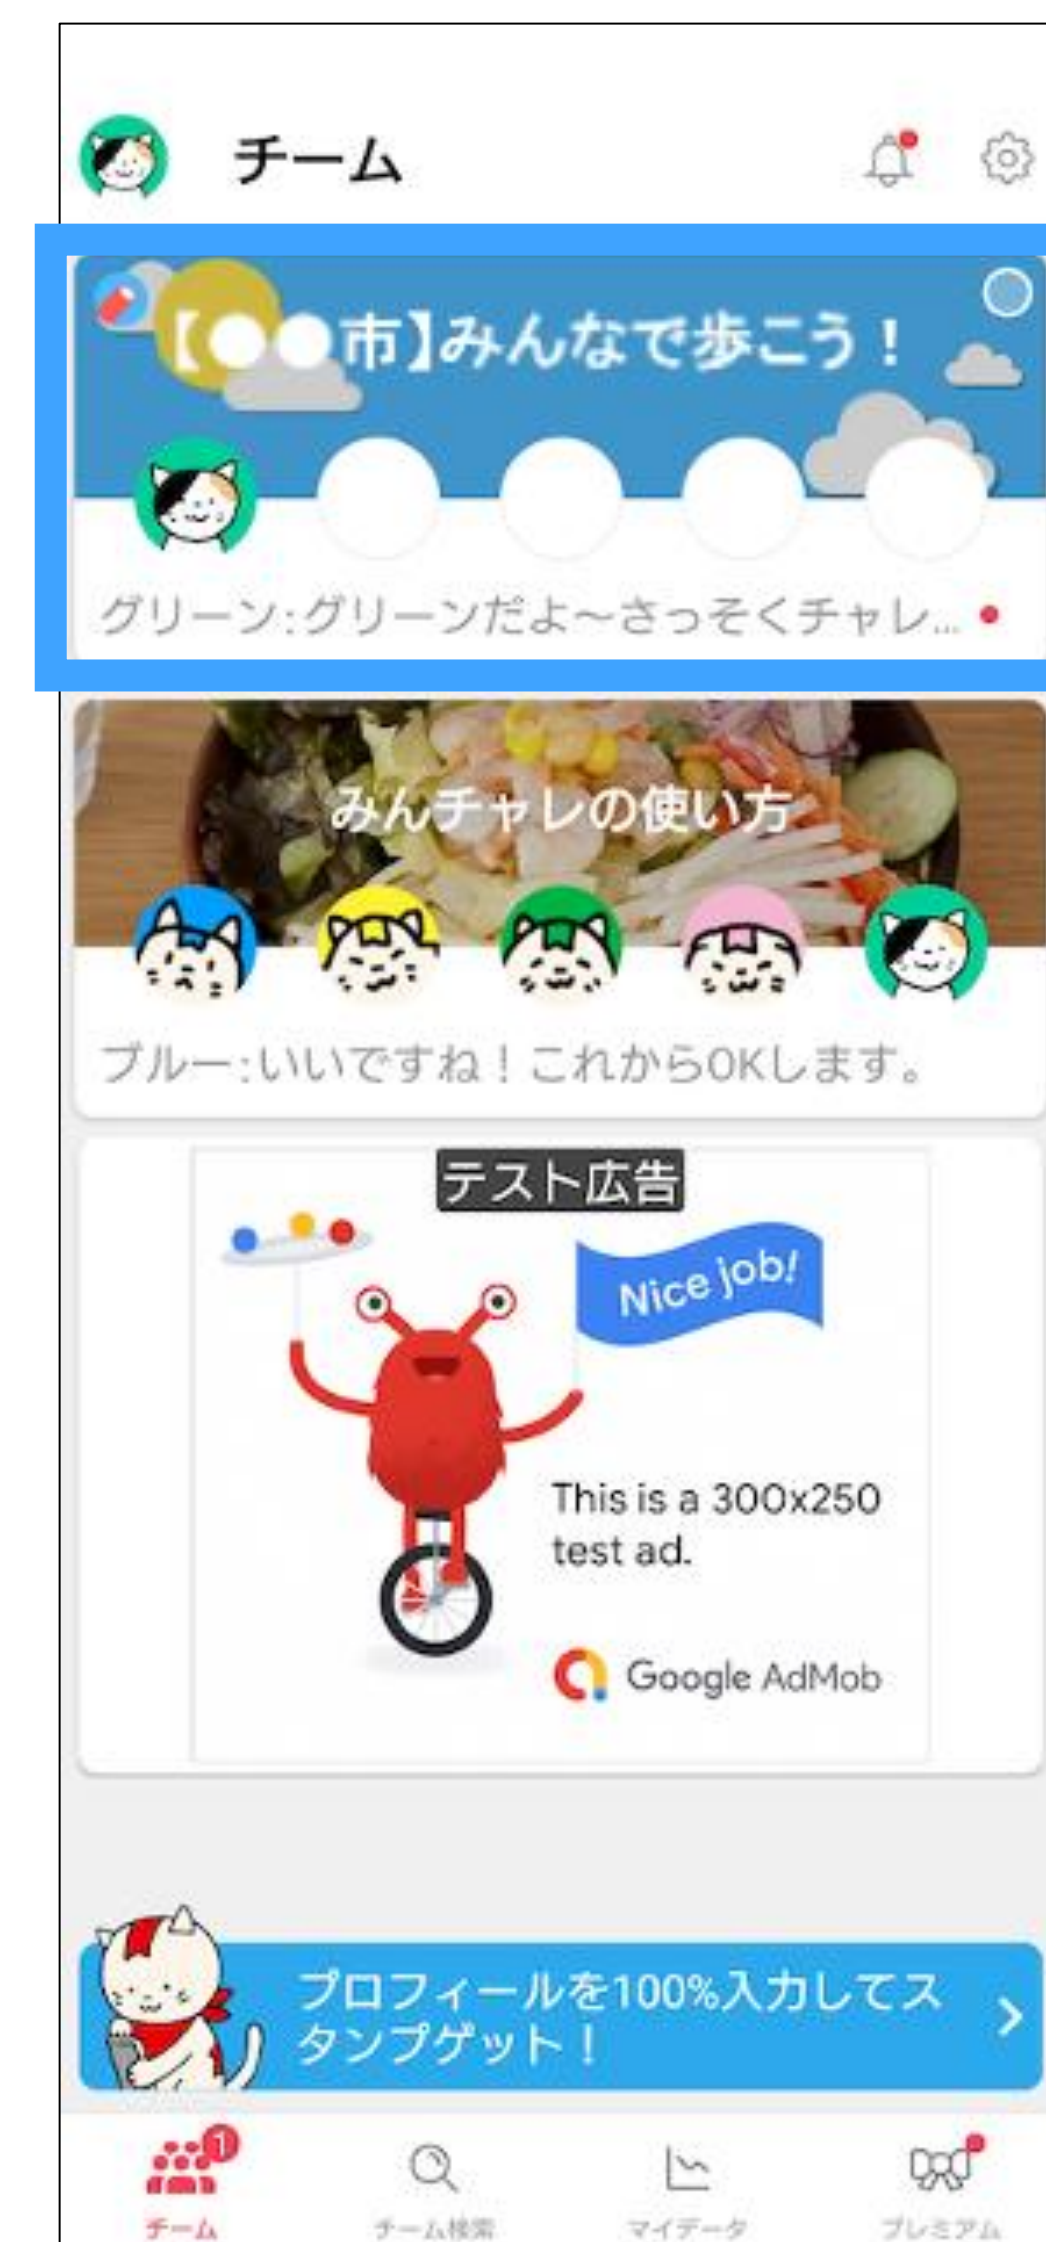 チーム
【●●市】みんなで歩こう！
グリーン:グリーンだよ〜さっそくチャレ...
みんチャレの使い方
ブルー:いいですね！これからOKします。
テスト広告
Nice job!
This is a 300x250
test ad.
Google AdMob
プロフィールを100%入力してス
タンプゲット！
1
チーム
チーム検索
マイデータ
プレミアム